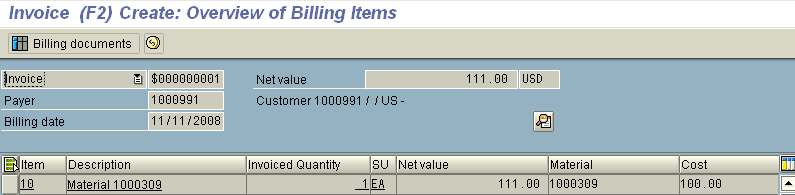 Invoice (F2) Create: Overview of Billing Items
Billing documents
Invoice $000000001 Net value 111.00 USD
Payer 1000991 Customer 1000991 / / US -
Billing date 11/11/2008
Item Description Invoiced Quantity SU Net value Material Cost
10 Material 1000309 1 EA 111.00 1000309 100.00